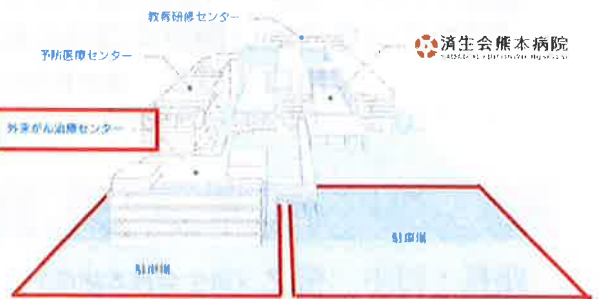 教育研修センター
済生会熊本病院
予防医療センター
外来がん治療センター
駐車場
駐車場